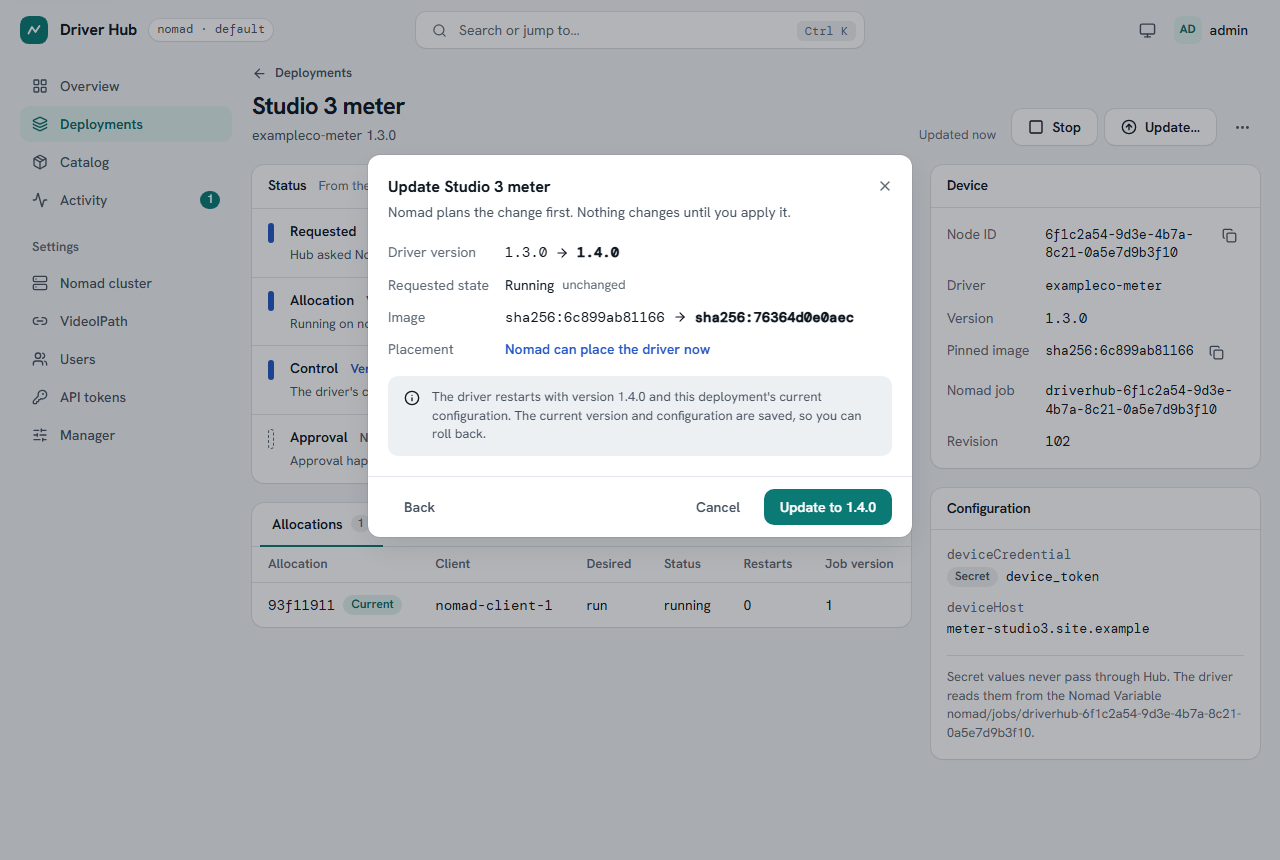 Driver Hub
nomad · default
Search or jump to...
Ctrl K
AD
admin
Overview
Deployments
Catalog
Activity
1
Settings
Nomad cluster
VideoIPath
Users
API tokens
Manager
Deployments
Studio 3 meter
exampleco-meter 1.3.0
Updated now
Stop
Update...
Status
From the
Requested
Hub asked No
Allocation
Running on no
Control
Ver
The driver's c
Approval
N
Approval hap
Update Studio 3 meter
Nomad plans the change first. Nothing changes until you apply it.
Driver version
1.3.0 → 1.4.0
Requested state
Running unchanged
Image
sha256:6c899ab81166 → sha256:76364d0e0aec
Placement
Nomad can place the driver now
The driver restarts with version 1.4.0 and this deployment's current
configuration. The current version and configuration are saved, so you can
roll back.
Back
Cancel
Update to 1.4.0
Allocations
1
Allocation
Client
Desired
Status
Restarts
Job version
93f11911
Current
nomad-client-1
run
running
0
1
Device
Node ID
6f1c2a54-9d3e-4b7a-
8c21-0a5e7d9b3f10
Driver
exampleco-meter
Version
1.3.0
Pinned image
sha256:6c899ab81166
Nomad job
driverhub-6f1c2a54-9d3e-
4b7a-8c21-0a5e7d9b3f10
Revision
102
Configuration
deviceCredential
Secret
device_token
deviceHost
meter-studio3.site.example
Secret values never pass through Hub. The driver
reads them from the Nomad Variable
nomad/jobs/driverhub-6f1c2a54-9d3e-4b7a-8c21-
0a5e7d9b3f10.